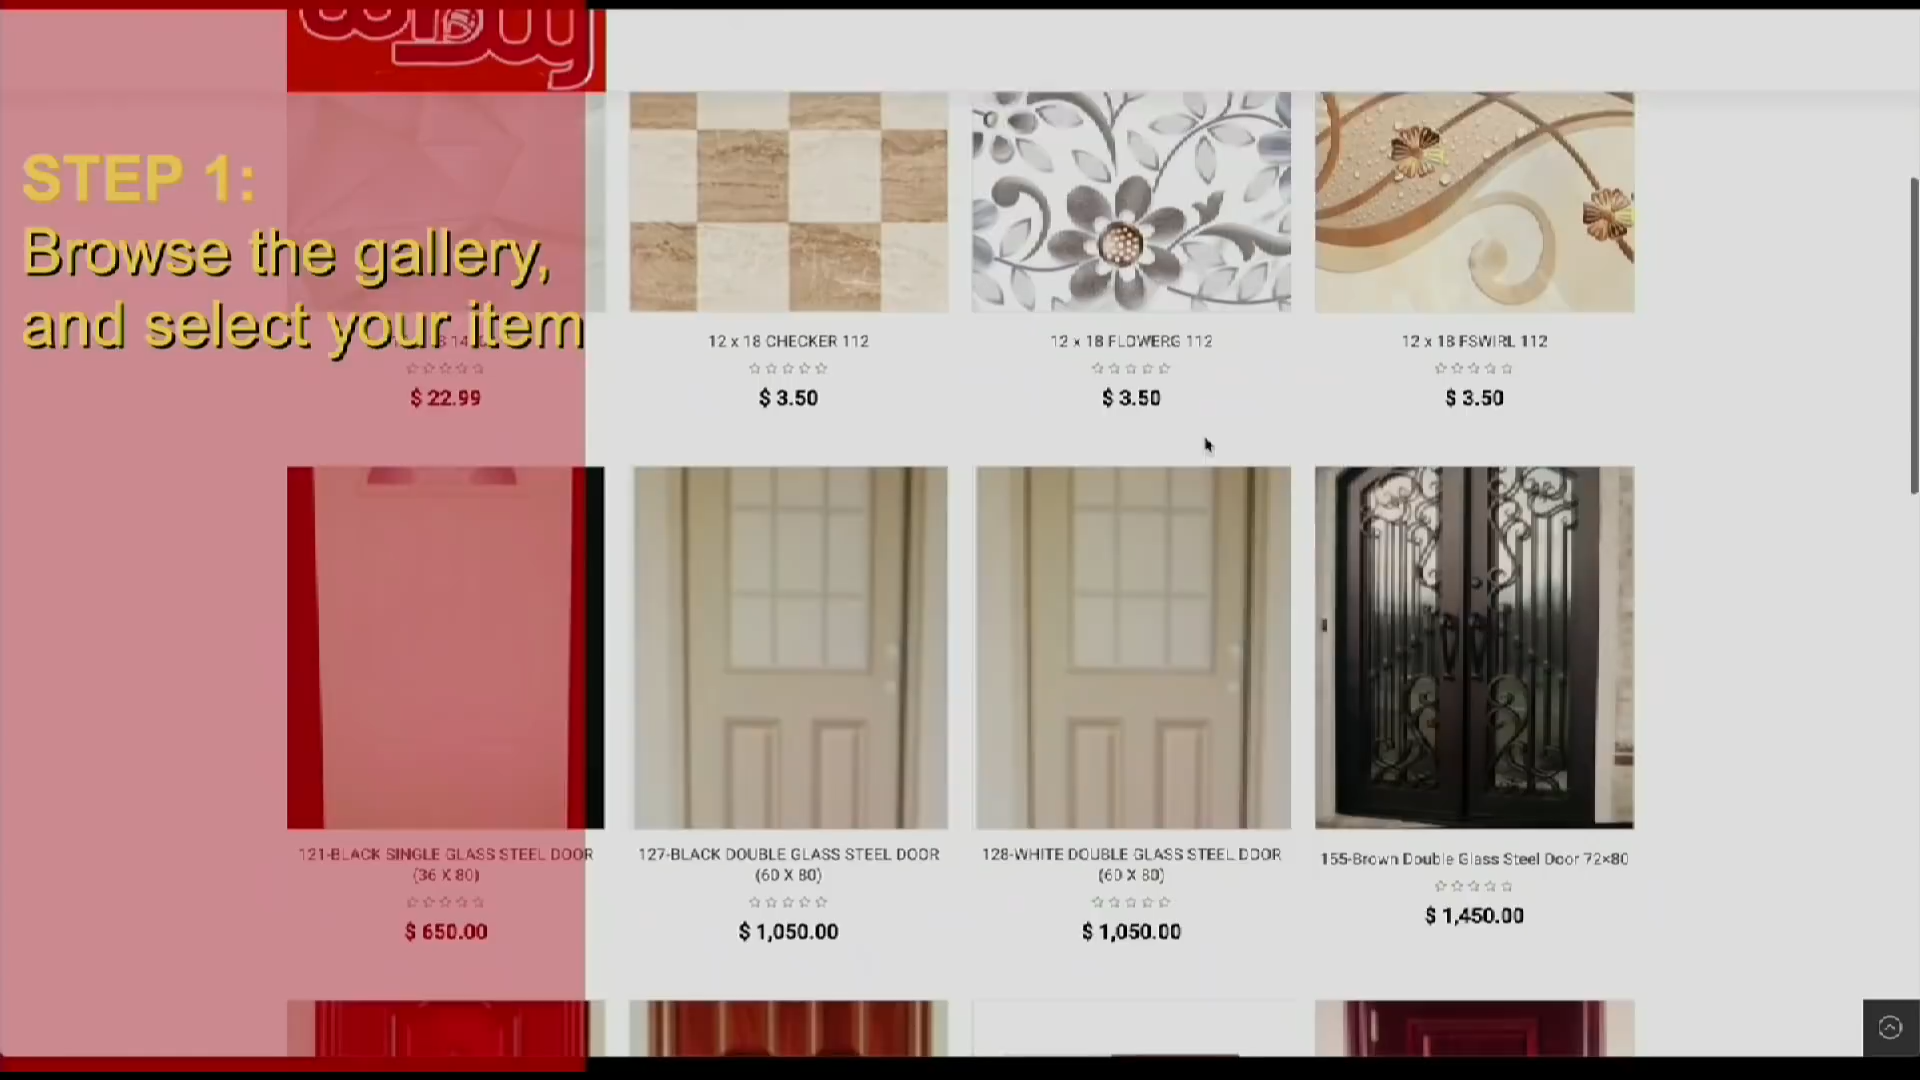 STEP 1:
Browse the gallery,
and select your item
12 x 18 CHECKER 112
12 x 18 FLOWERG 112
12 x 18 FSWIRL 112
$ 22.99
$ 3.50
$ 3.50
$ 3.50
121-BLACK SINGLE GLASS STEEL DOOR
(36 X 80)
127-BLACK DOUBLE GLASS STEEL DOOR
(60 X 80)
128-WHITE DOUBLE GLASS STEEL DOOR
(60 X 80)
155-Brown Double Glass Steel Door 72×80
$ 650.00
$ 1,050.00
$ 1,050.00
$ 1,450.00